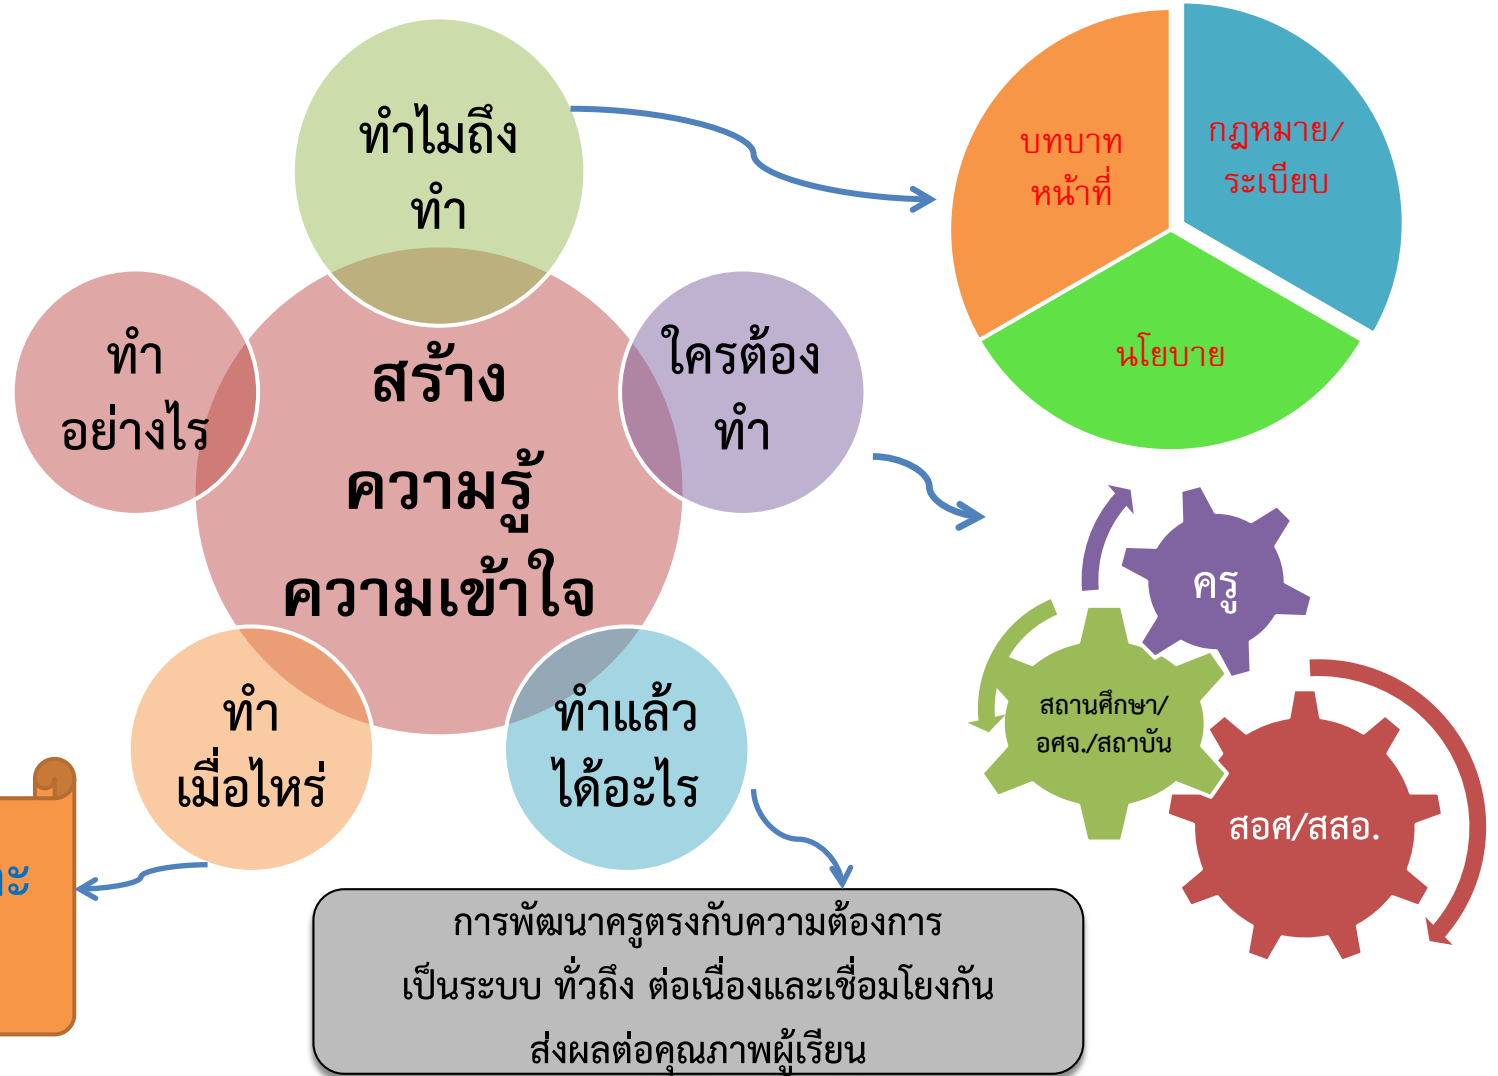 ทำไมถึง
ทำ
บทบาท
หน้าที่
กฎหมาย/
ระเบียบ
นโยบาย
ทำ
อย่างไร
สร้าง
ความรู้
ความเข้าใจ
ใครต้อง
ทำ
ครู
สถานศึกษา/
อศจ./สถาบัน
สอศ/สสอ.
ทำ
เมื่อไหร่
ทำแล้ว
ได้อะไร
การพัฒนาครูตรงกับความต้องการ
เป็นระบบ ทั่วถึง ต่อเนื่องและเชื่อมโยงกัน
ส่งผลต่อคุณภาพผู้เรียน